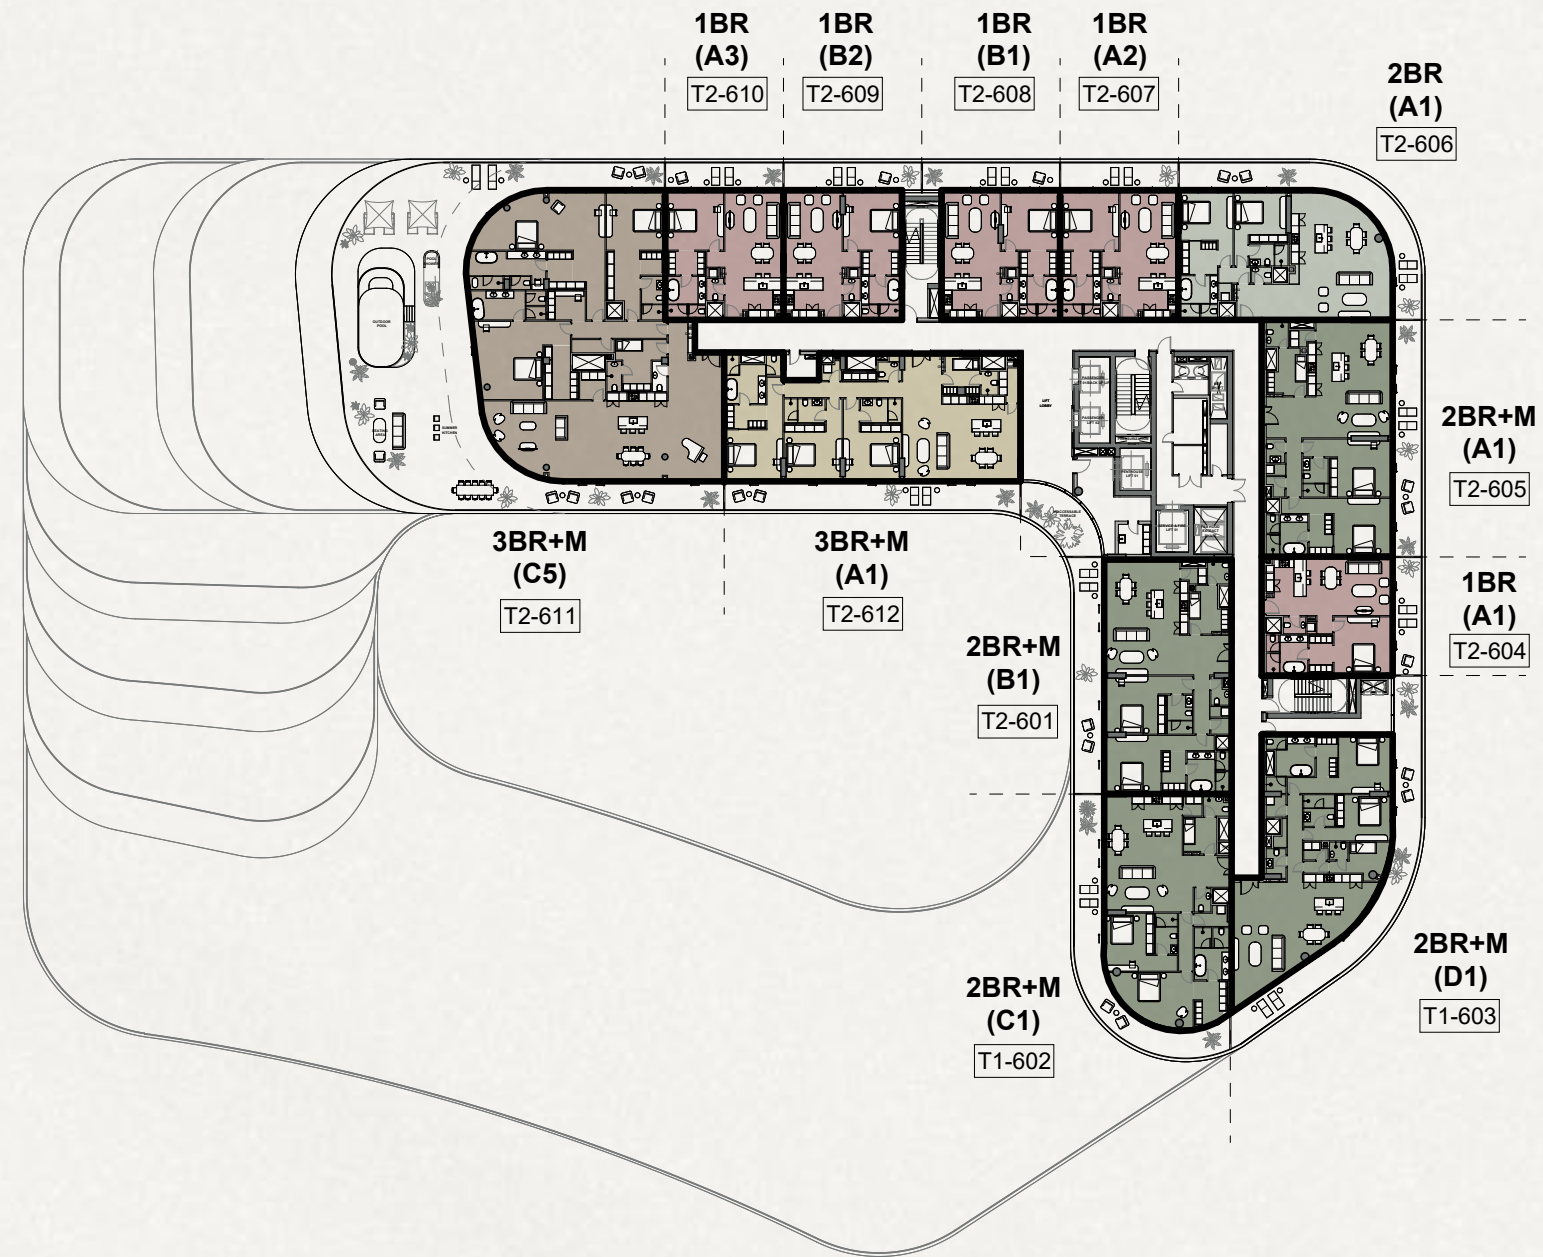 1BR
(A3)
T2-610
1BR
(B2)
T2-609
1BR
(B1)
T2-608
1BR
(A2)
T2-607
2BR
(A1)
T2-606
OUTDOOR
POOL
SUMMER
KITCHEN
LIFT
LOBBY
2BR+M
(A1)
T2-605
3BR+M
(C5)
T2-611
3BR+M
(A1)
T2-612
1BR
(A1)
T2-604
2BR+M
(B1)
T2-601
2BR+M
(D1)
T1-603
2BR+M
(C1)
T1-602